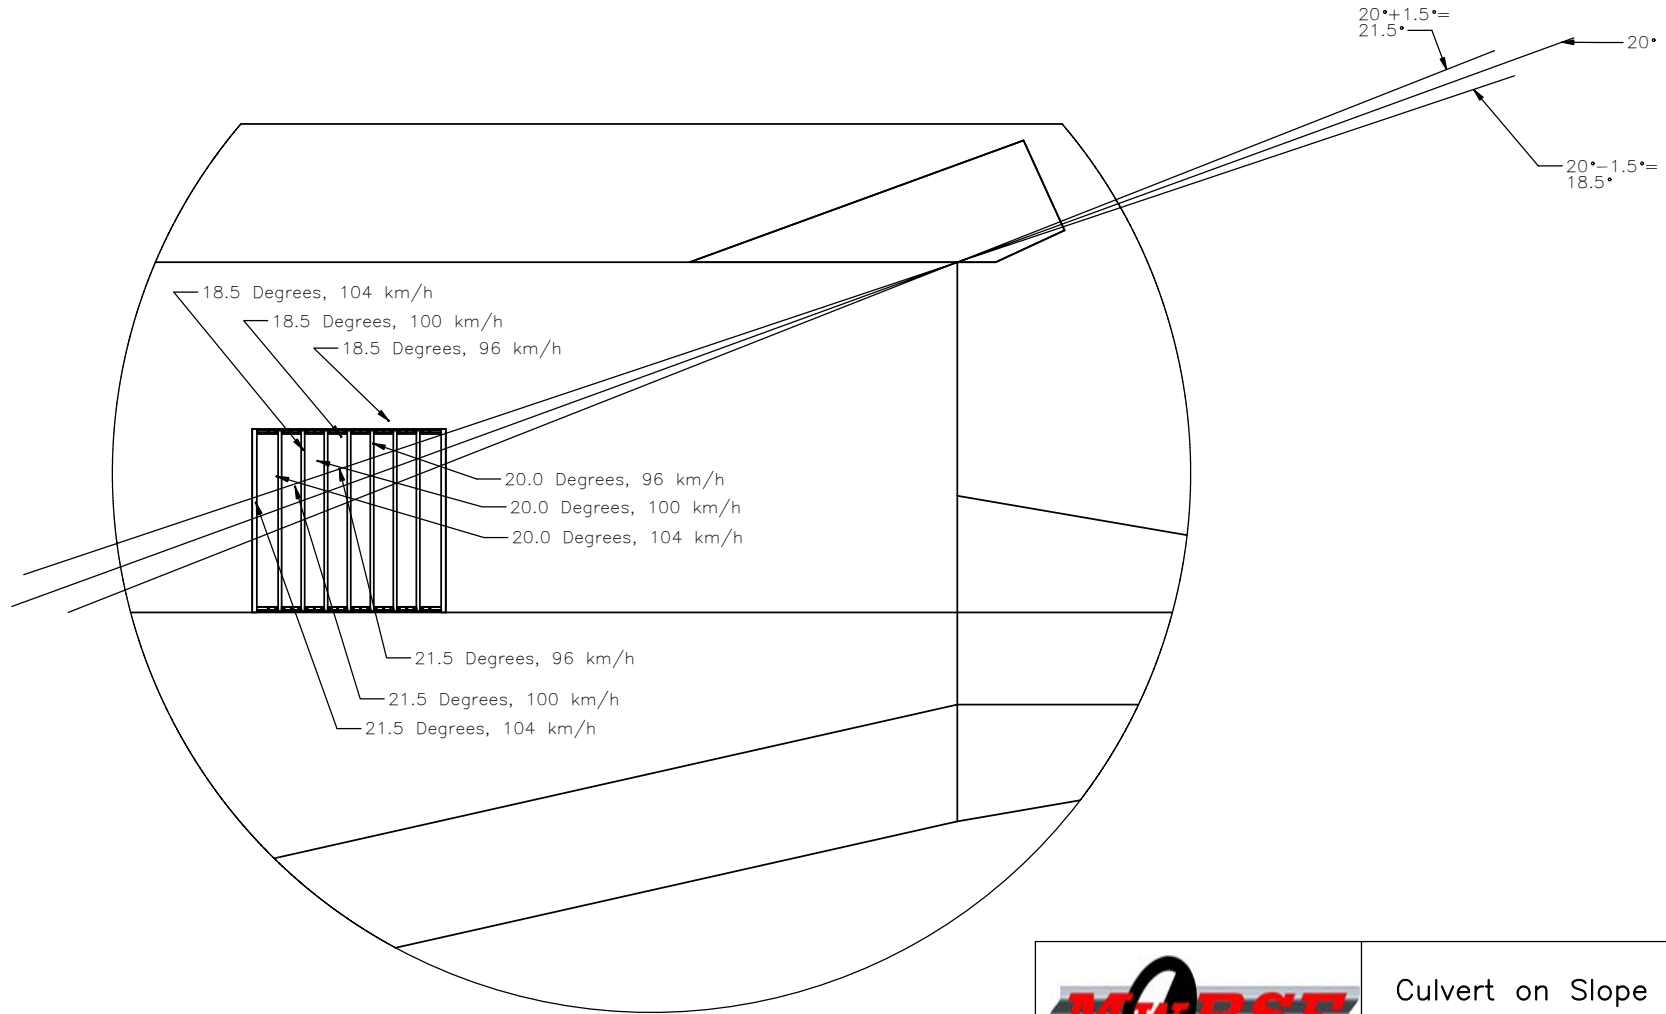 20°+1.5°=
21.5°
20°
20°-1.5°=
18.5°
18.5 Degrees, 104 km/h
18.5 Degrees, 100 km/h
18.5 Degrees, 96 km/h
20.0 Degrees, 96 km/h
20.0 Degrees, 100 km/h
20.0 Degrees, 104 km/h
21.5 Degrees, 96 km/h
21.5 Degrees, 100 km/h
21.5 Degrees, 104 km/h
MwRSF
Culvert on Slope